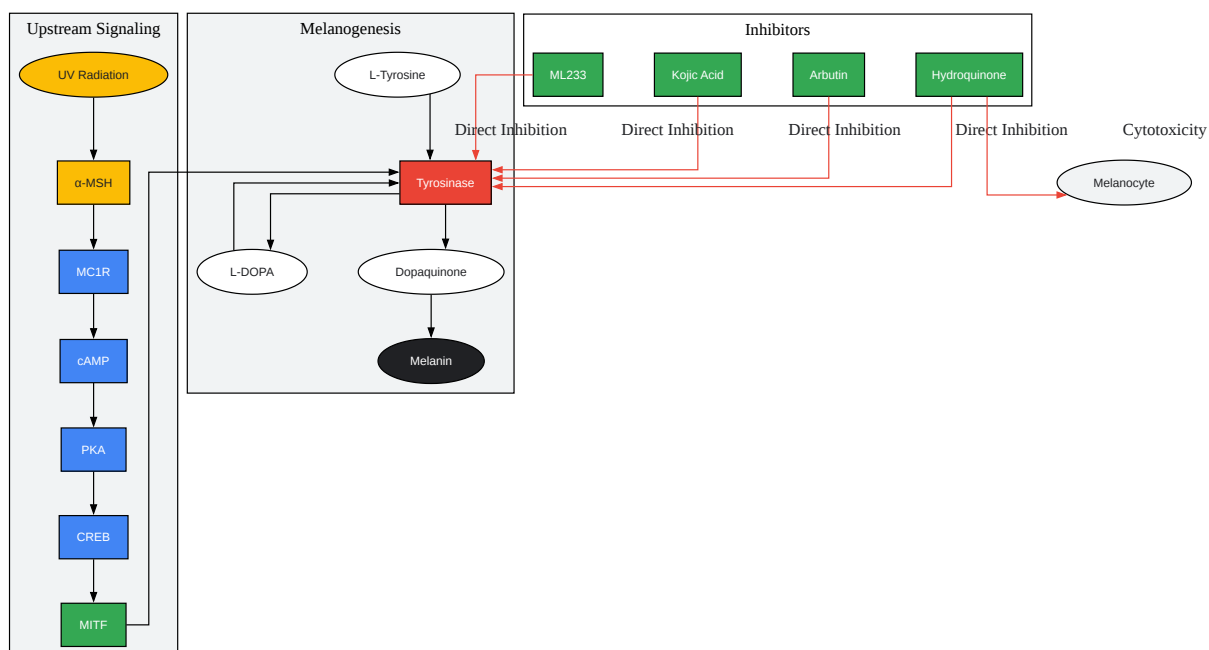 Upstream Signaling
UV Radiation
α-MSH
MC1R
cAMP
PKA
CREB
MITF
Melanogenesis
L-Tyrosine
Tyrosinase
L-DOPA
Dopaquinone
Melanin
Inhibitors
ML233
Kojic Acid
Arbutin
Hydroquinone
Direct Inhibition
Direct Inhibition
Direct Inhibition
Direct Inhibition
Cytotoxicity
Melanocyte